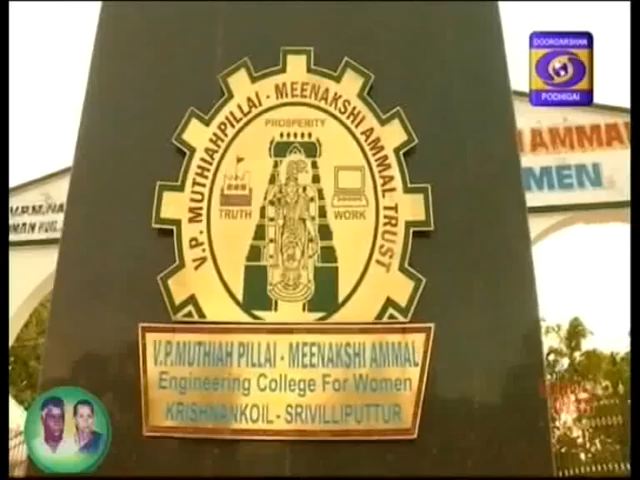 DOORDARSHAN
PODHIGAI
V.P. MUTHIAHPILLAI - MEENAKSHI AMMAL TRUST
PROSPERITY
TRUTH
WORK
V.P.MUTHIAH PILLAI - MEENAKSHI AMMAL
Engineering College For Women
KRISHNANKOIL - SRIVILLIPUTTUR
AMMAL
MEN